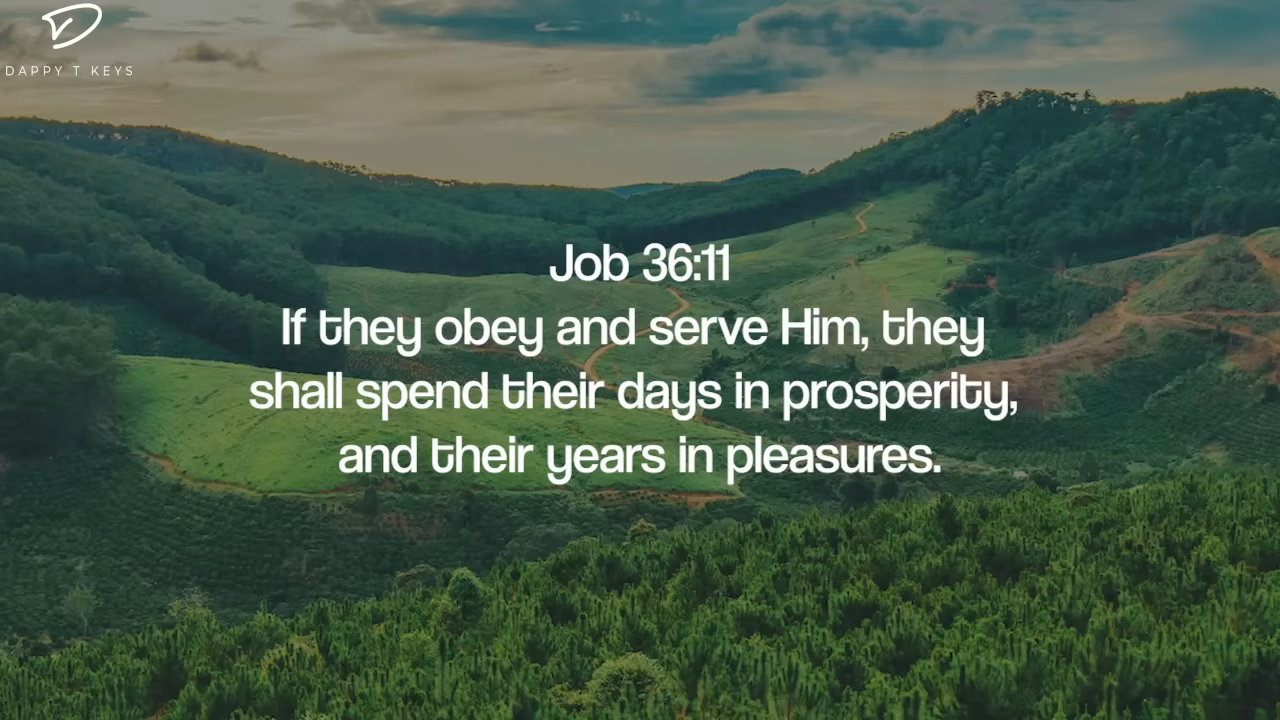 DAPPY T KEYS
Job 36:11
If they obey and serve Him, they
shall spend their days in prosperity,
and their years in pleasures.